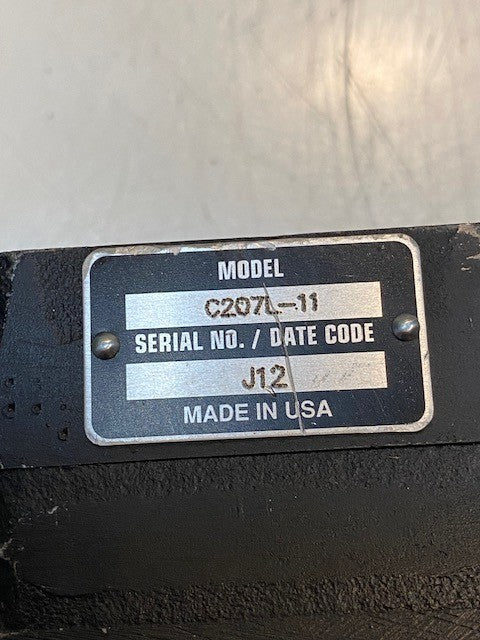 MODEL
C207L-11
SERIAL NO. / DATE CODE
J12
MADE IN USA